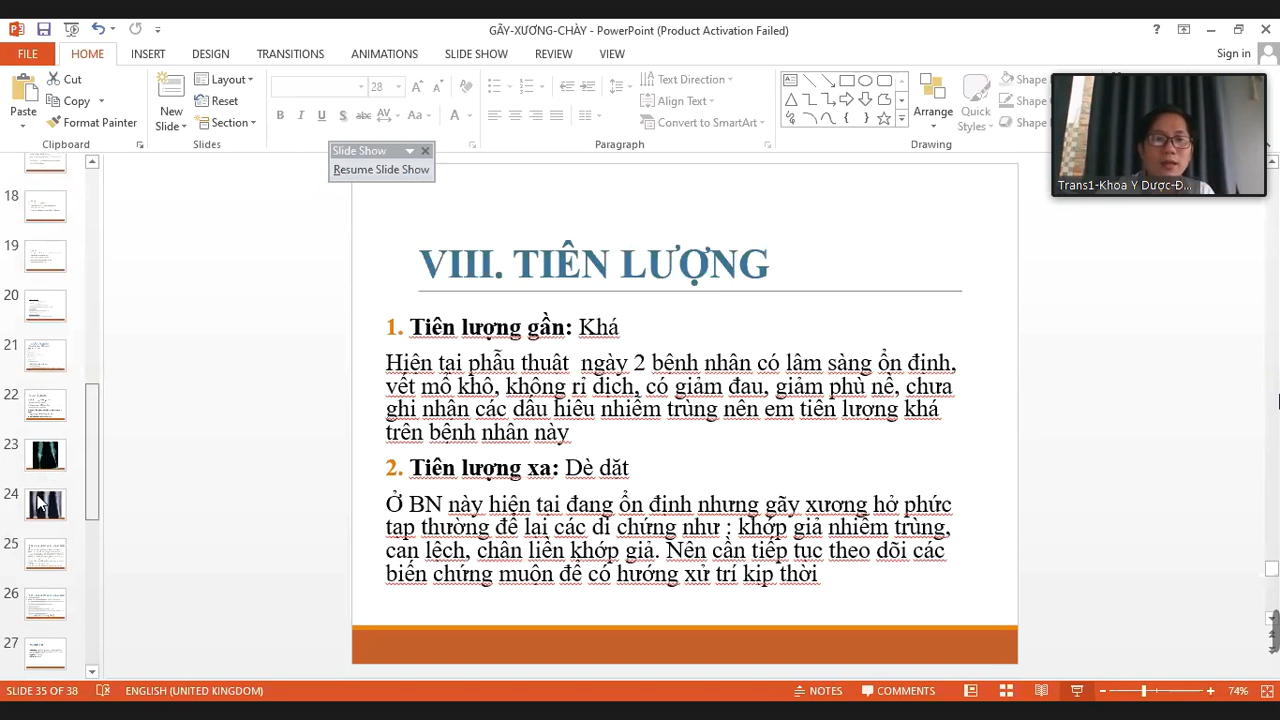 GÃY-XƯƠNG-CHÀY - PowerPoint (Product Activation Failed)
FILE HOME INSERT DESIGN TRANSITIONS ANIMATIONS SLIDE SHOW REVIEW VIEW Sign in
Paste
Cut
Copy
Format Painter
Clipboard
New
Slide
Layout
Reset
Section
Slides
28
Text Direction
Align Text
Convert to SmartArt
Paragraph
Arrange
Quick
Styles
Shape
Shape
Shape
Drawing
Slide Show
Resume Slide Show
Trans1-Khoa Y Dược-Đ...
18
19
20
21
22
23
24
25
26
27
VIII. TIÊN LƯỢNG
1. Tiên lượng gần: Khá
Hiện tại phẫu thuật ngày 2 bệnh nhân có lâm sàng ổn định,
vết mổ khô, không rỉ dịch, có giảm đau, giảm phù nề, chưa
ghi nhận các dấu hiệu nhiễm trùng nên em tiên lượng khá
trên bệnh nhân này
2. Tiên lượng xa: Dè dặt
Ở BN này hiện tại đang ổn định nhưng gãy xương hở phức
tạp thường để lại các di chứng như : khớp giả nhiễm trùng,
can lệch, chân liên khớp giả. Nên cần tiếp tục theo dõi các
biến chứng muộn để có hướng xử trí kịp thời
SLIDE 35 OF 38 ENGLISH (UNITED KINGDOM) NOTES COMMENTS 74%